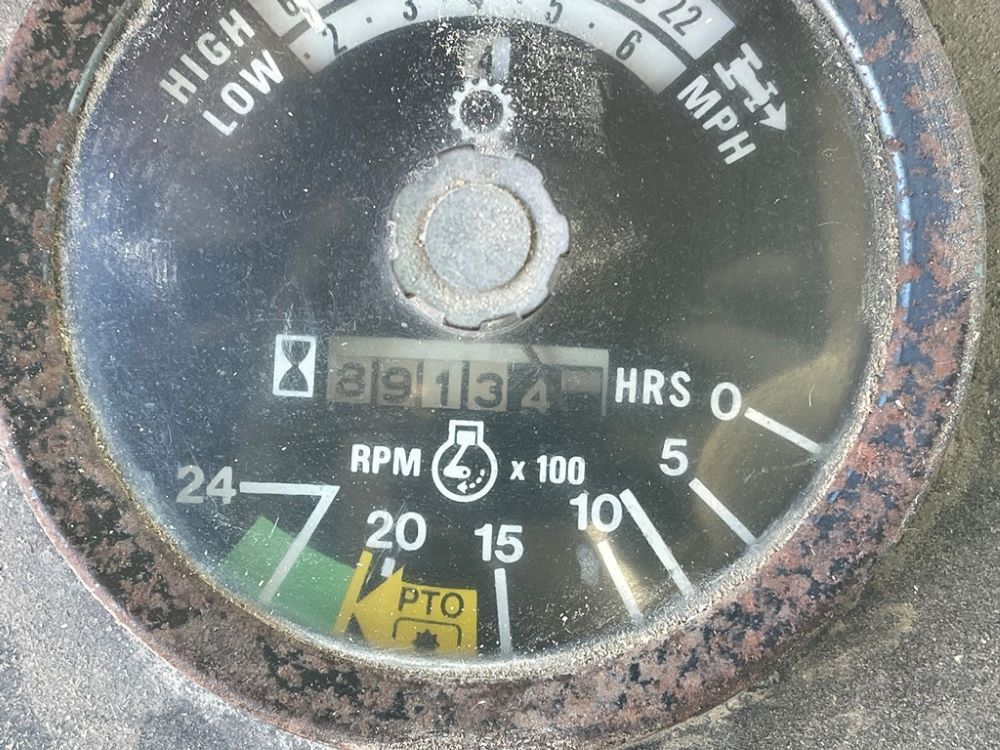 22
2 · 3 · 5 · 6
4
HIGH
LOW
MPH
89134
HRS
0
RPM x 100
5
24
10
20
15
PTO